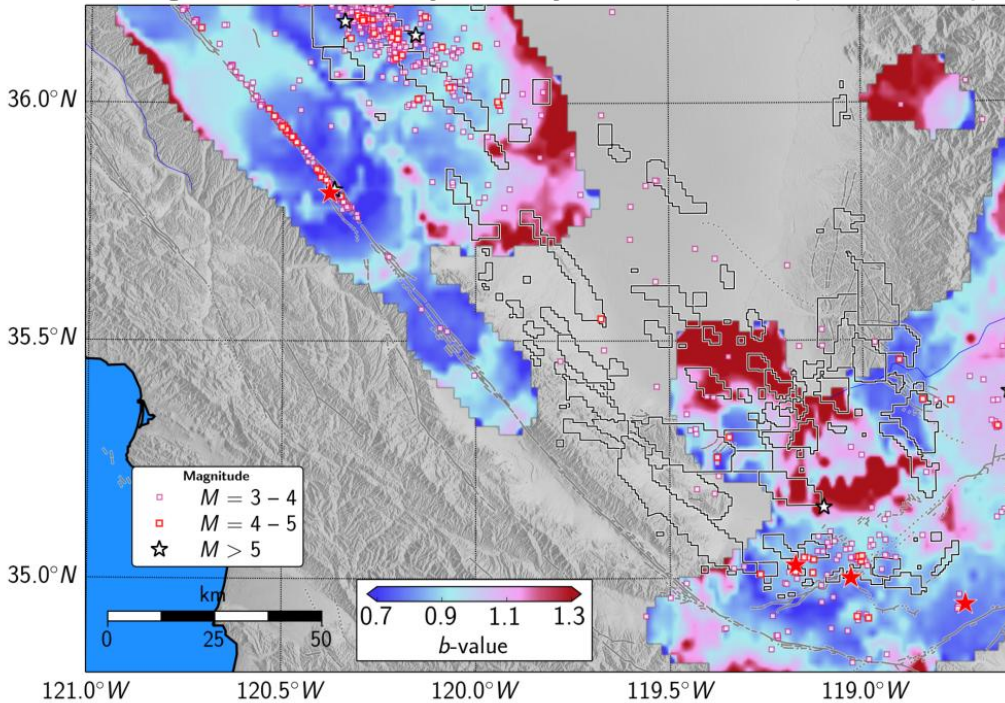 36.0°N
35.5°N
35.0°N
Magnitude
M = 3 – 4
M = 4 – 5
M > 5
km
0 25 50
0.7 0.9 1.1 1.3
b-value
121.0°W 120.5°W 120.0°W 119.5°W 119.0°W